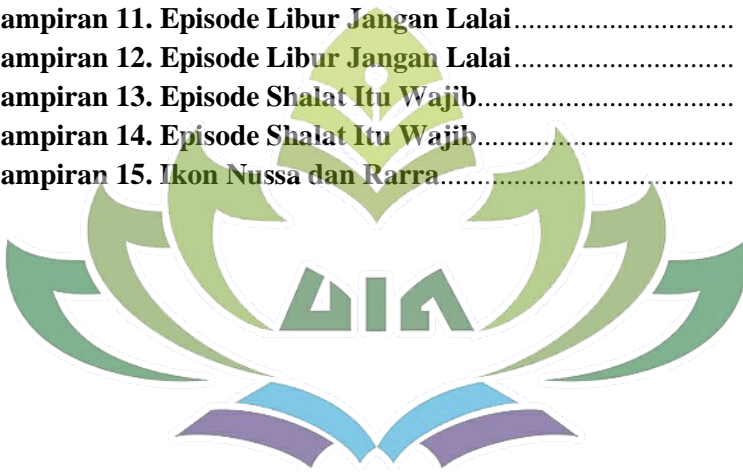 ampiran 11. Episode Libur Jangan Lalai............................
ampiran 12. Episode Libur Jangan Lalai............................
ampiran 13. Episode Shalat Itu Wajib................................
ampiran 14. Episode Shalat Itu Wajib................................
ampiran 15. Ikon Nussa dan Rarra....................................
UIN